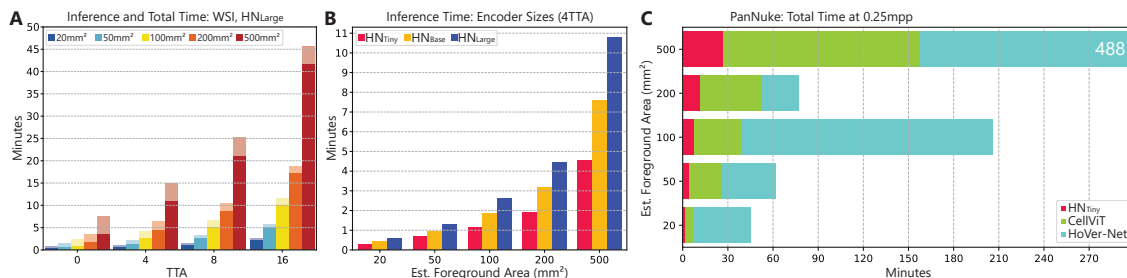 A
Inference and Total Time: WSI, HNLarge
20mm² 50mm² 100mm² 200mm² 500mm²
Minutes
50
45
40
35
30
25
20
15
10
5
0
0 4 8 16
TTA
B
Inference Time: Encoder Sizes (4TTA)
HNTiny HNBase HNLarge
Minutes
11
10
9
8
7
6
5
4
3
2
1
0
20 50 100 200 500
Est. Foreground Area (mm²)
C
PanNuke: Total Time at 0.25mpp
Est. Foreground Area (mm²)
500
200
100
50
20
488
HNTiny
CellViT
HoVer-Net
0 30 60 90 120 150 180 210 240 270
Minutes